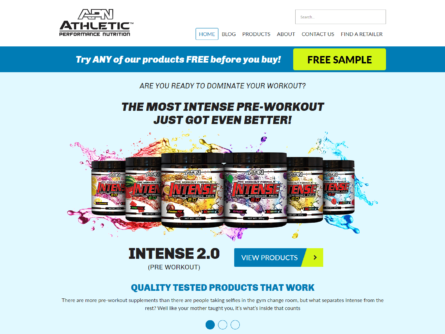 APN
ATHLETIC
PERFORMANCE NUTRITION
Search
HOME BLOG PRODUCTS ABOUT CONTACT US FIND A RETAILER
Try ANY of our products FREE before you buy!
FREE SAMPLE
ARE YOU READY TO DOMINATE YOUR WORKOUT?
THE MOST INTENSE PRE-WORKOUT
JUST GOT EVEN BETTER!
INTENSE INTENSE INTENSE INTENSE
INTENSE 2.0
(PRE WORKOUT)
VIEW PRODUCTS
QUALITY TESTED PRODUCTS THAT WORK
There are more pre-workout supplements than there are people taking selfies in the gym change room, but what separates Intense from the
rest? Well like your mother taught you, it's what's inside that counts